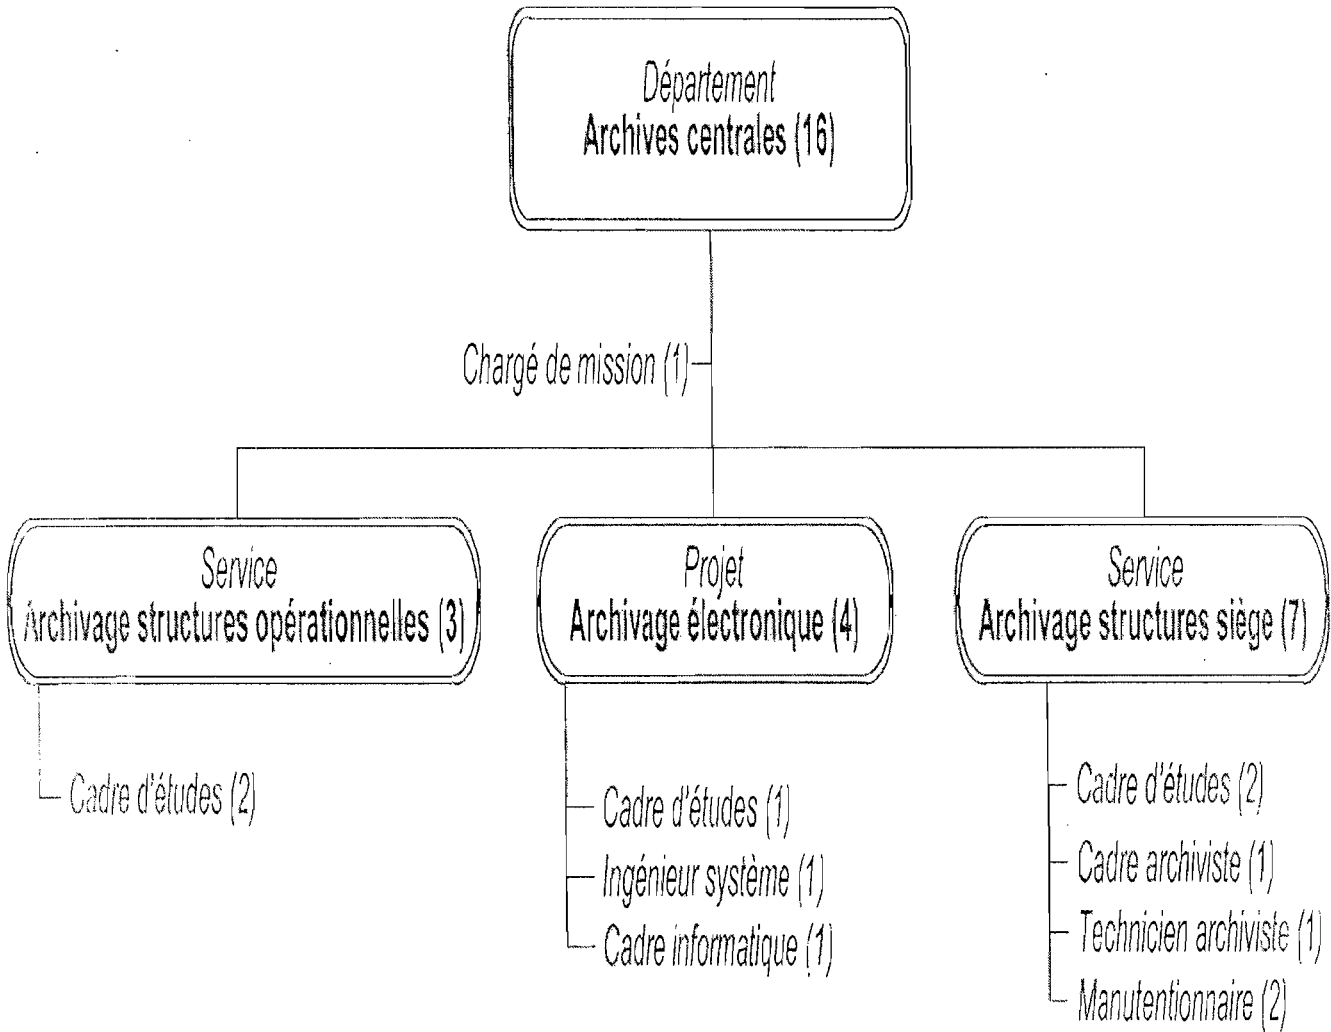 Département
Archives centrales (16)
Chargé de mission (1)
Service
Archivage structures opérationnelles (3)
Projet
Archivage électronique (4)
Service
Archivage structures siège (7)
Cadre d'études (2)
Cadre d'études (1)
Ingénieur système (1)
Cadre informatique (1)
Cadre d'études (2)
Cadre archiviste (1)
Technicien archiviste (1)
Manutentionnaire (2)